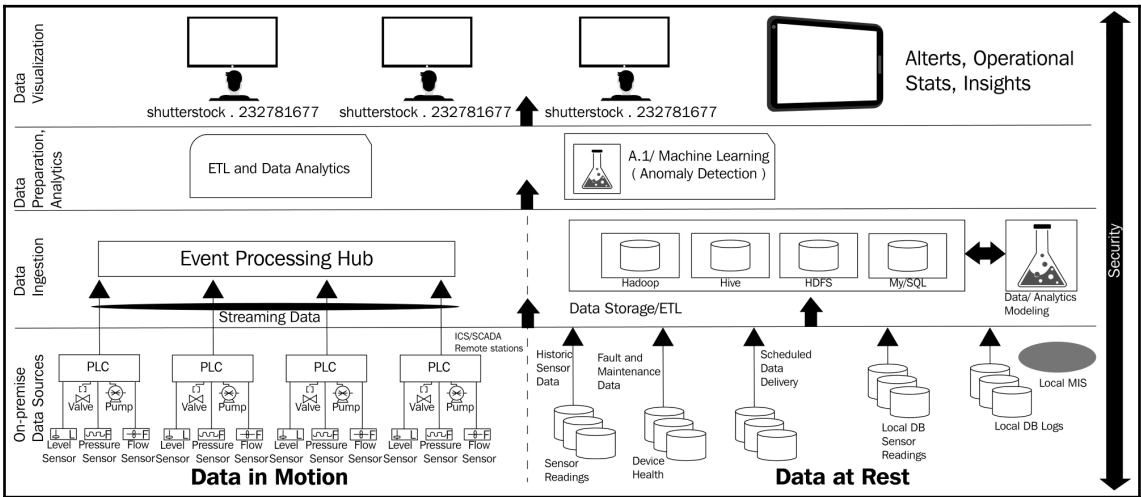 Data
Visualization
shutterstock . 232781677
shutterstock . 232781677
shutterstock . 232781677
Alterts, Operational
Stats, Insights
Data
Preparation,
Analytics
ETL and Data Analytics
A.1/ Machine Learning
( Anomaly Detection )
Data
Ingestion
Event Processing Hub
Streaming Data
Hadoop
Hive
HDFS
My/SQL
Data Storage/ETL
Data/ Analytics
Modeling
Security
On-premise
Data Sources
ICS/SCADA
Remote stations
PLC
Valve
Pump
L
F
F
Level
Sensor
Pressure
Sensor
Flow
Sensor
PLC
Valve
Pump
L
F
F
Level
Sensor
Pressure
Sensor
Flow
Sensor
PLC
Valve
Pump
L
F
F
Level
Sensor
Pressure
Sensor
Flow
Sensor
PLC
Valve
Pump
L
F
F
Level
Sensor
Pressure
Sensor
Flow
Sensor
Data in Motion
Historic
Sensor
Data
Fault and
Maintenance
Data
Scheduled
Data
Delivery
Local MIS
Sensor
Readings
Device
Health
Local DB
Sensor
Readings
Local DB Logs
Data at Rest